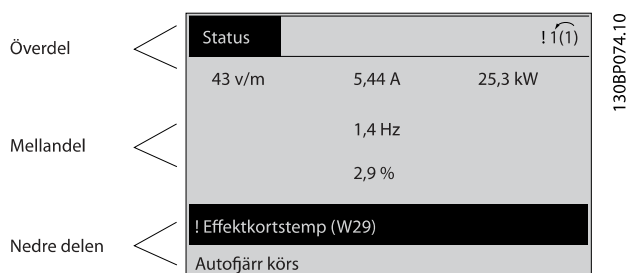 Överdel
Status
! 1(1)
43 v/m 5,44 A 25,3 kW
1,4 Hz
Mellandel
2,9 %
! Effektkortstemp (W29)
Nedre delen
Autofjärr körs
130BP074.10